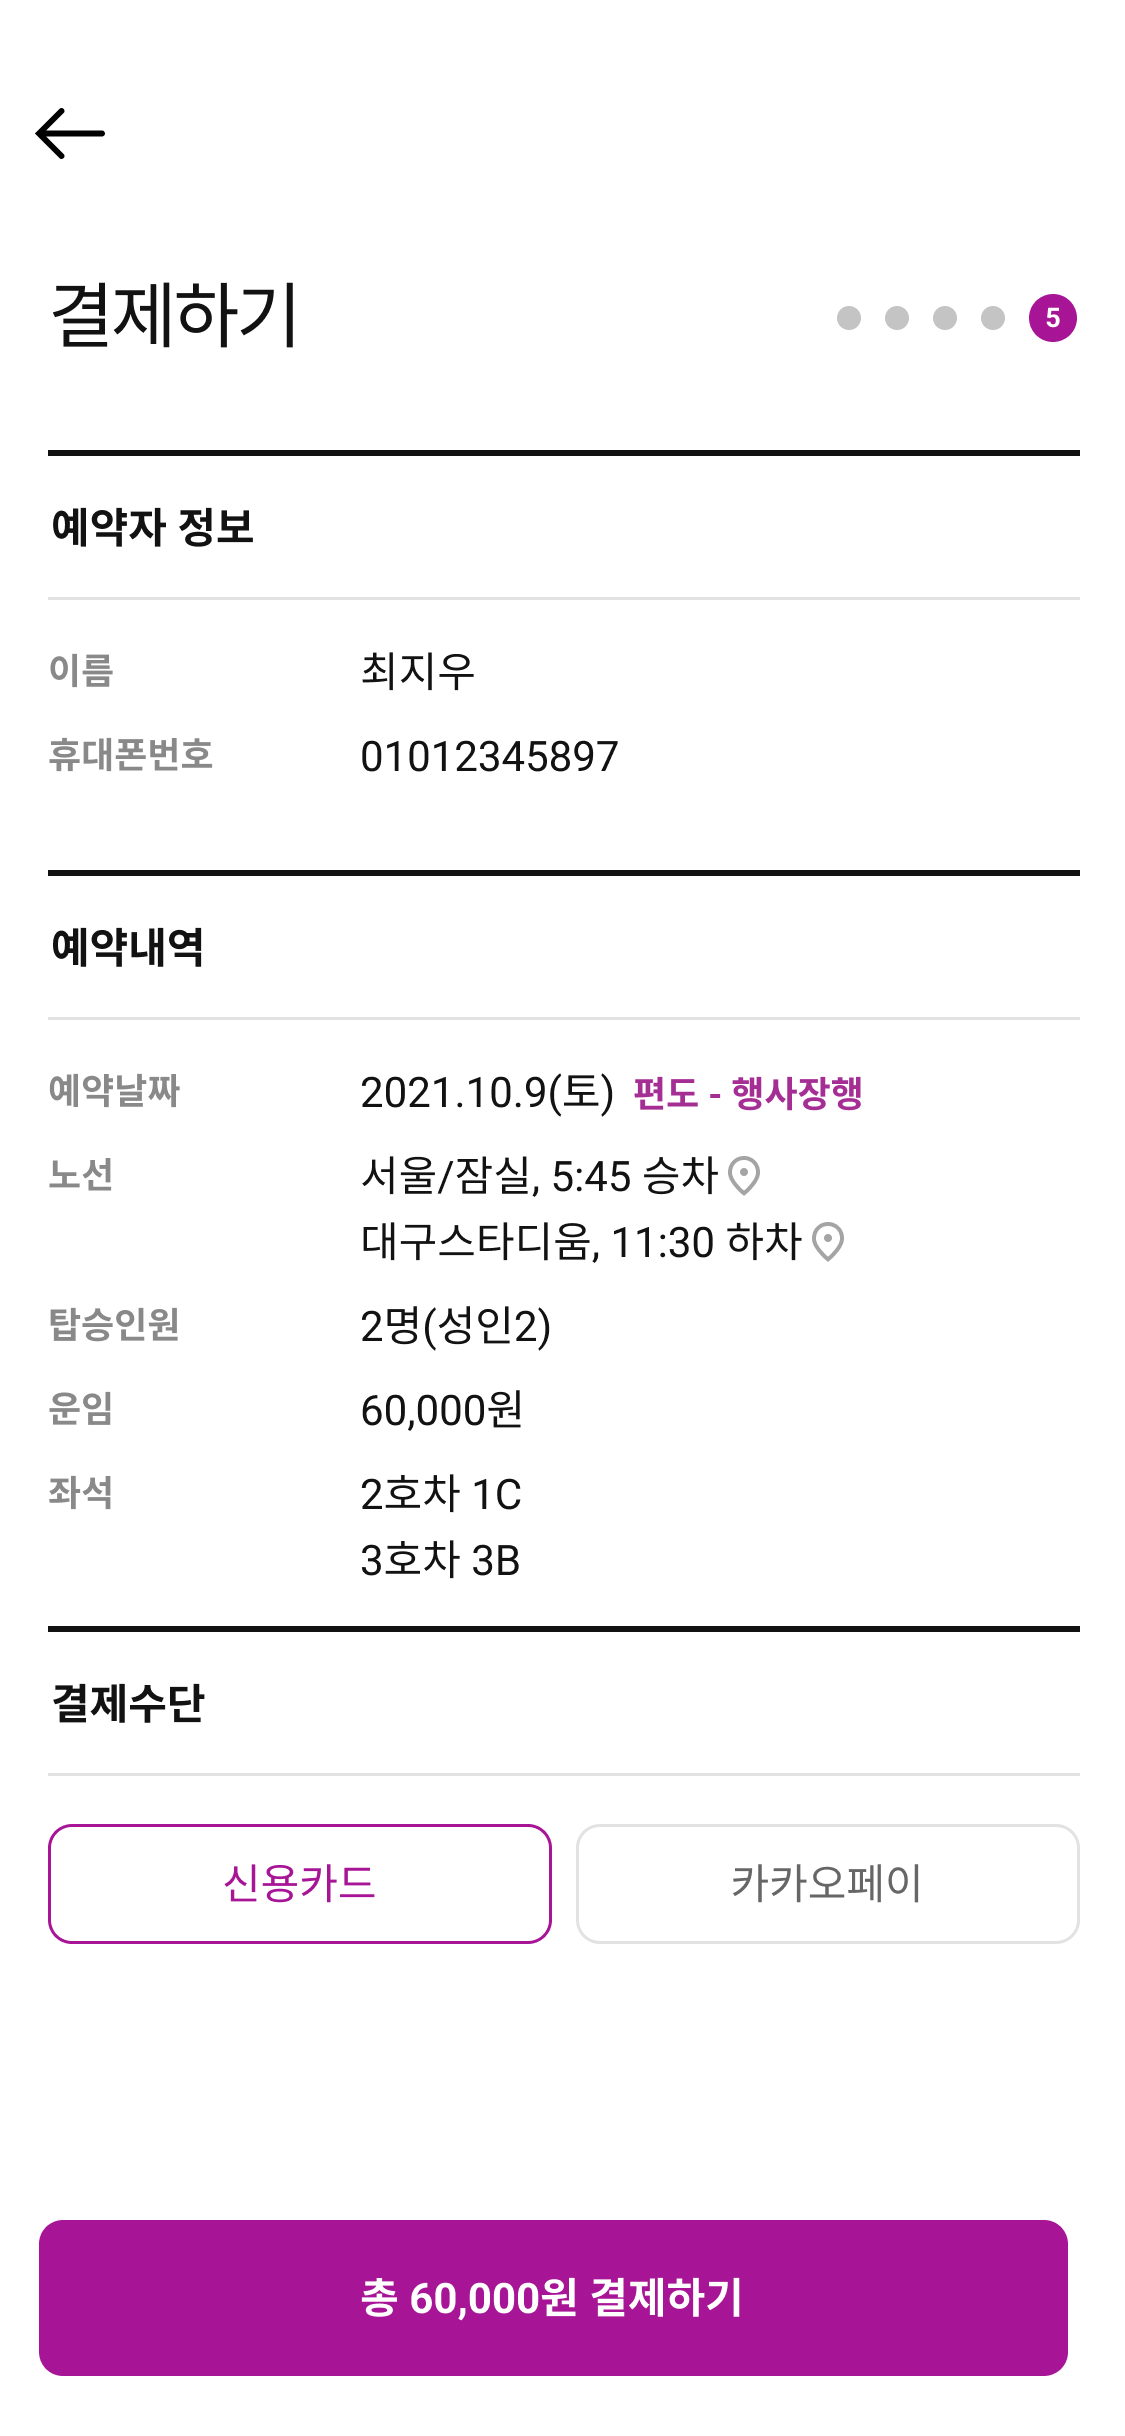 결제하기
5
예약자 정보
이름 최지우
휴대폰번호 01012345897
예약내역
예약날짜 2021.10.9(토) 편도 - 행사장행
노선 서울/잠실, 5:45 승차
대구스타디움, 11:30 하차
탑승인원 2명(성인2)
운임 60,000원
좌석 2호차 1C
3호차 3B
결제수단
신용카드 카카오페이
총 60,000원 결제하기